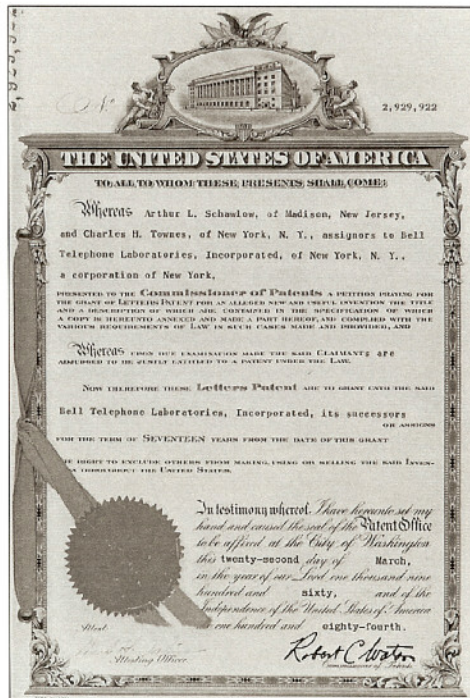 No 2,929,922
THE UNITED STATES OF AMERICA
TO ALL TO WHOM THESE PRESENTS SHALL COME:
Whereas Arthur L. Schawlow, of Madison, New Jersey,
and Charles H. Townes, of New York, N. Y., assignors to Bell
Telephone Laboratories, Incorporated, of New York, N. Y.,
a corporation of New York,
PRESENTED TO THE Commissioner of Patents A PETITION PRAYING FOR
THE GRANT OF LETTERS PATENT FOR AN ALLEGED NEW AND USEFUL INVENTION THE TITLE
AND A DESCRIPTION OF WHICH ARE CONTAINED IN THE SPECIFICATION OF WHICH
A COPY IS HEREUNTO ANNEXED AND MADE A PART HEREOF, AND COMPLIED WITH THE
VARIOUS REQUIREMENTS OF LAW IN SUCH CASES MADE AND PROVIDED, AND
Whereas UPON DUE EXAMINATION MADE THE SAID CLAIMANTs are
ADJUDGED TO BE JUSTLY ENTITLED TO A PATENT UNDER THE LAW.
NOW THEREFORE THESE Letters Patent ARE TO GRANT UNTO THE SAID
Bell Telephone Laboratories, Incorporated, its successors
OR ASSIGNS
FOR THE TERM OF SEVENTEEN YEARS FROM THE DATE OF THIS GRANT
HE RIGHT TO EXCLUDE OTHERS FROM MAKING, USING OR SELLING THE SAID INVEN-
THROUGHOUT THE UNITED STATES.
In testimony whereof, I have hereunto set my
hand and caused the seal of the Patent Office
to be affixed at the City of Washington
this twenty-second day of March,
in the year of our Lord one thousand nine
hundred and sixty, and of the
Independence of the United States of America
one hundred and eighty-fourth.
Attest:
Robert C. Watson
Attesting Officer. Commissioner of Patents.